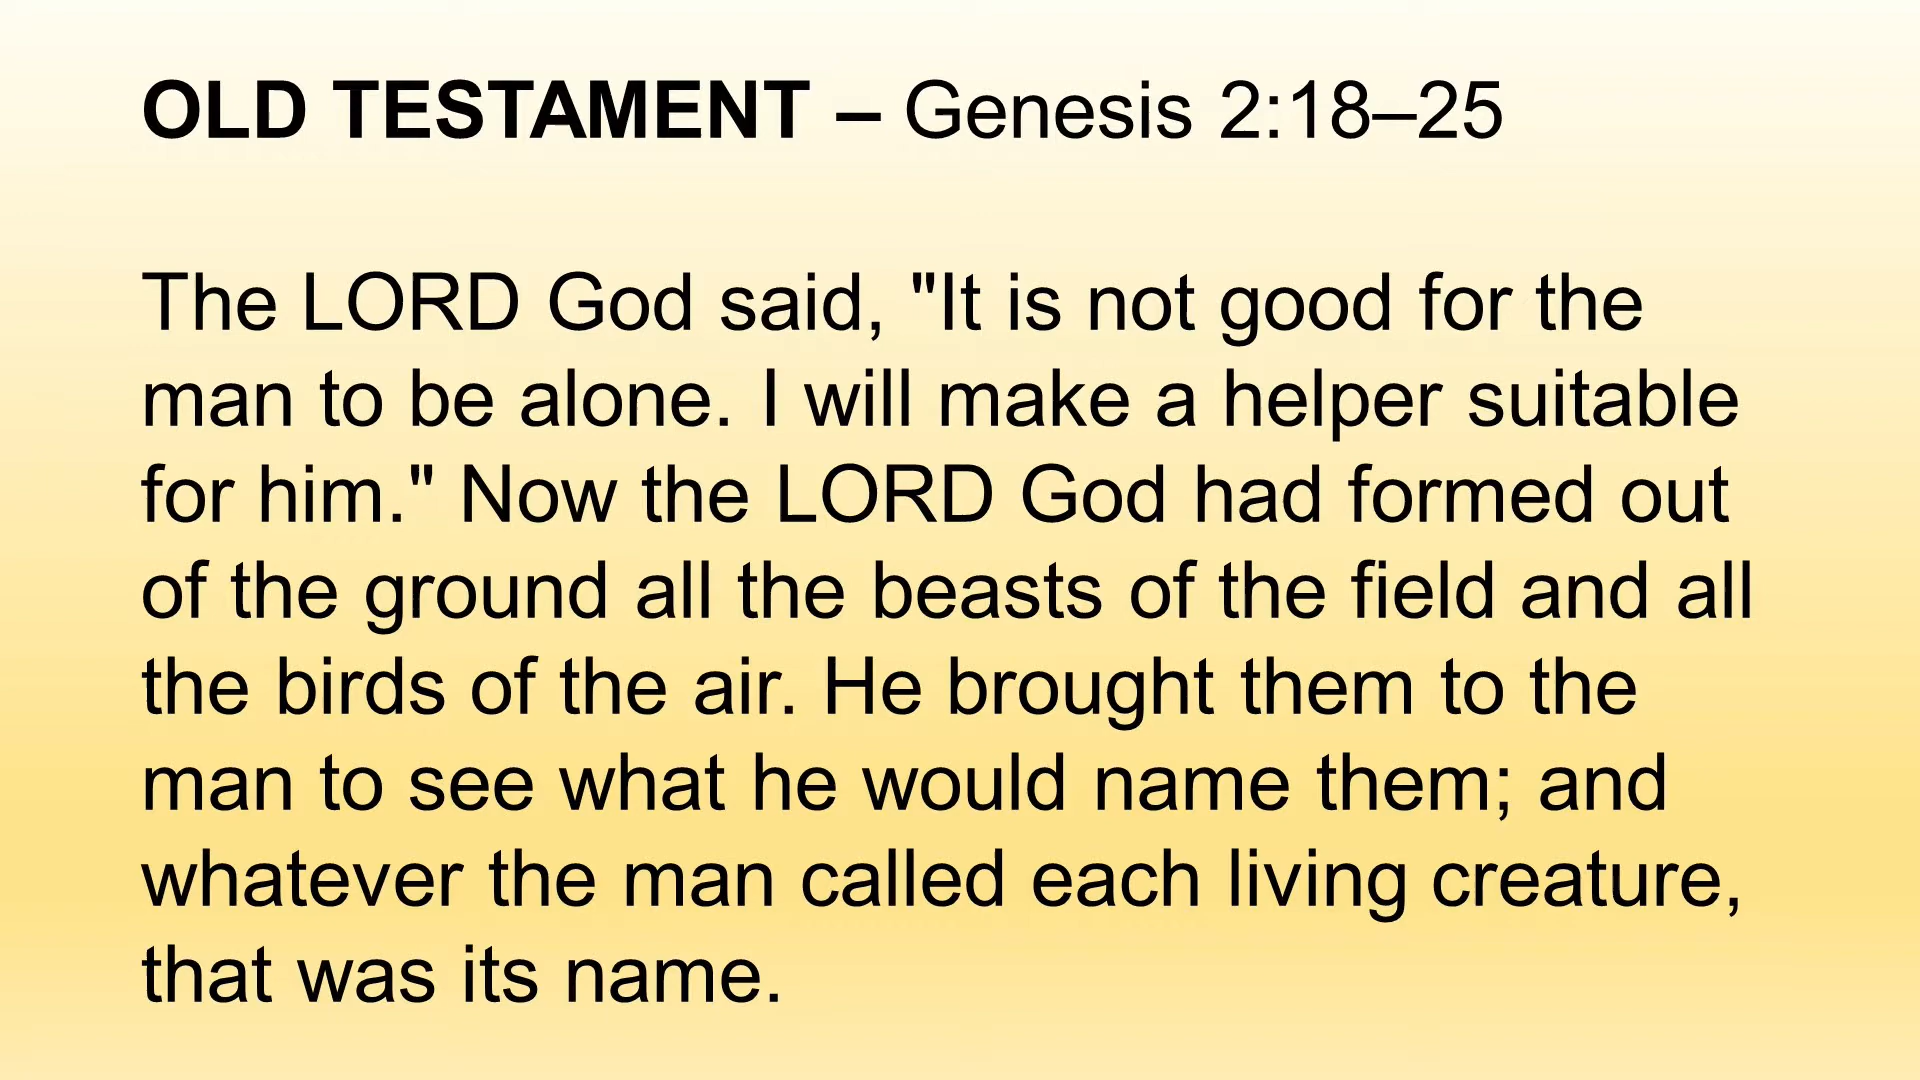 OLD TESTAMENT – Genesis 2:18–25
The LORD God said, "It is not good for the
man to be alone. I will make a helper suitable
for him." Now the LORD God had formed out
of the ground all the beasts of the field and all
the birds of the air. He brought them to the
man to see what he would name them; and
whatever the man called each living creature,
that was its name.